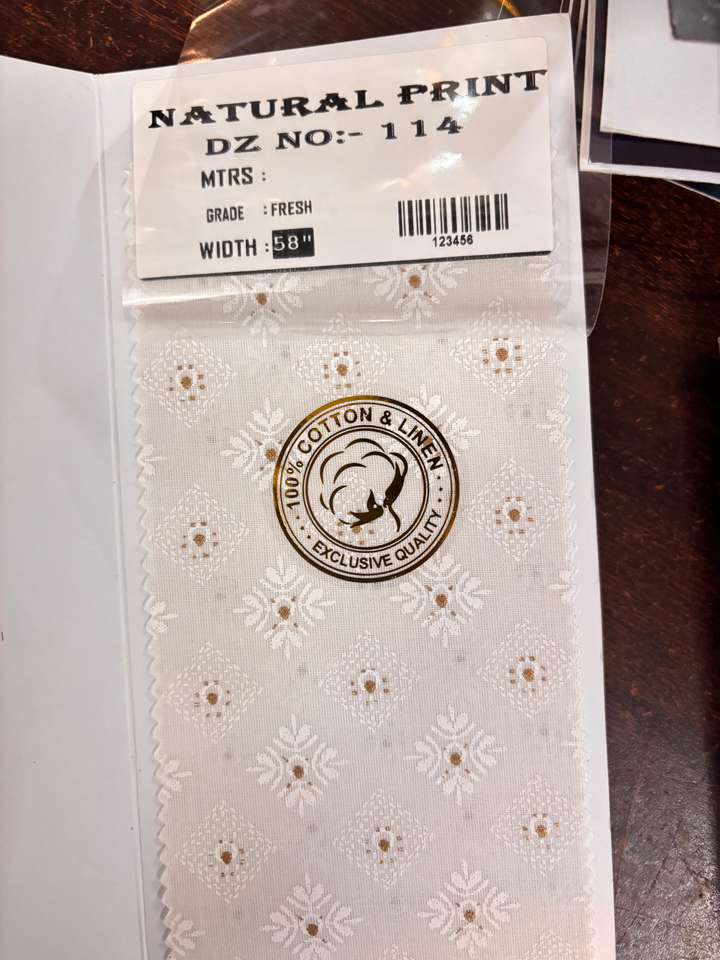 NATURAL PRINT
DZ NO:- 114
MTRS :
GRADE : FRESH
WIDTH : 58"
123456
100% COTTON & LINEN
EXCLUSIVE QUALITY